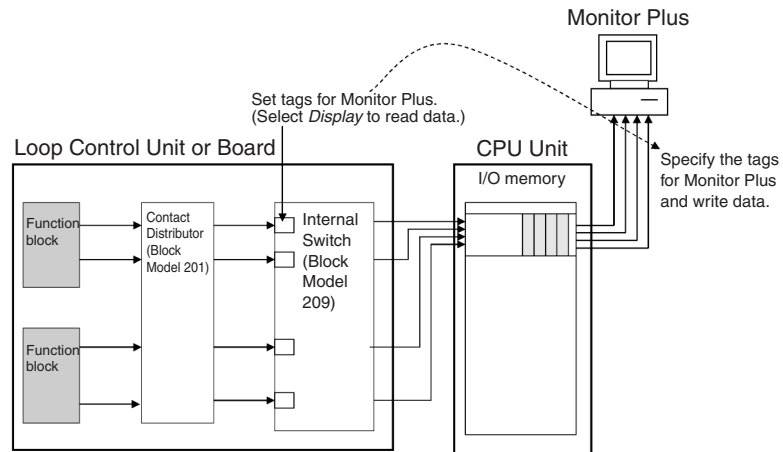 Monitor Plus
Set tags for Monitor Plus.
(Select Display to read data.)
Loop Control Unit or Board
CPU Unit
Specify the tags
for Monitor Plus
and write data.
I/O memory
Function
block
Contact
Distributor
(Block
Model 201)
Internal
Switch
(Block
Model
209)
Function
block